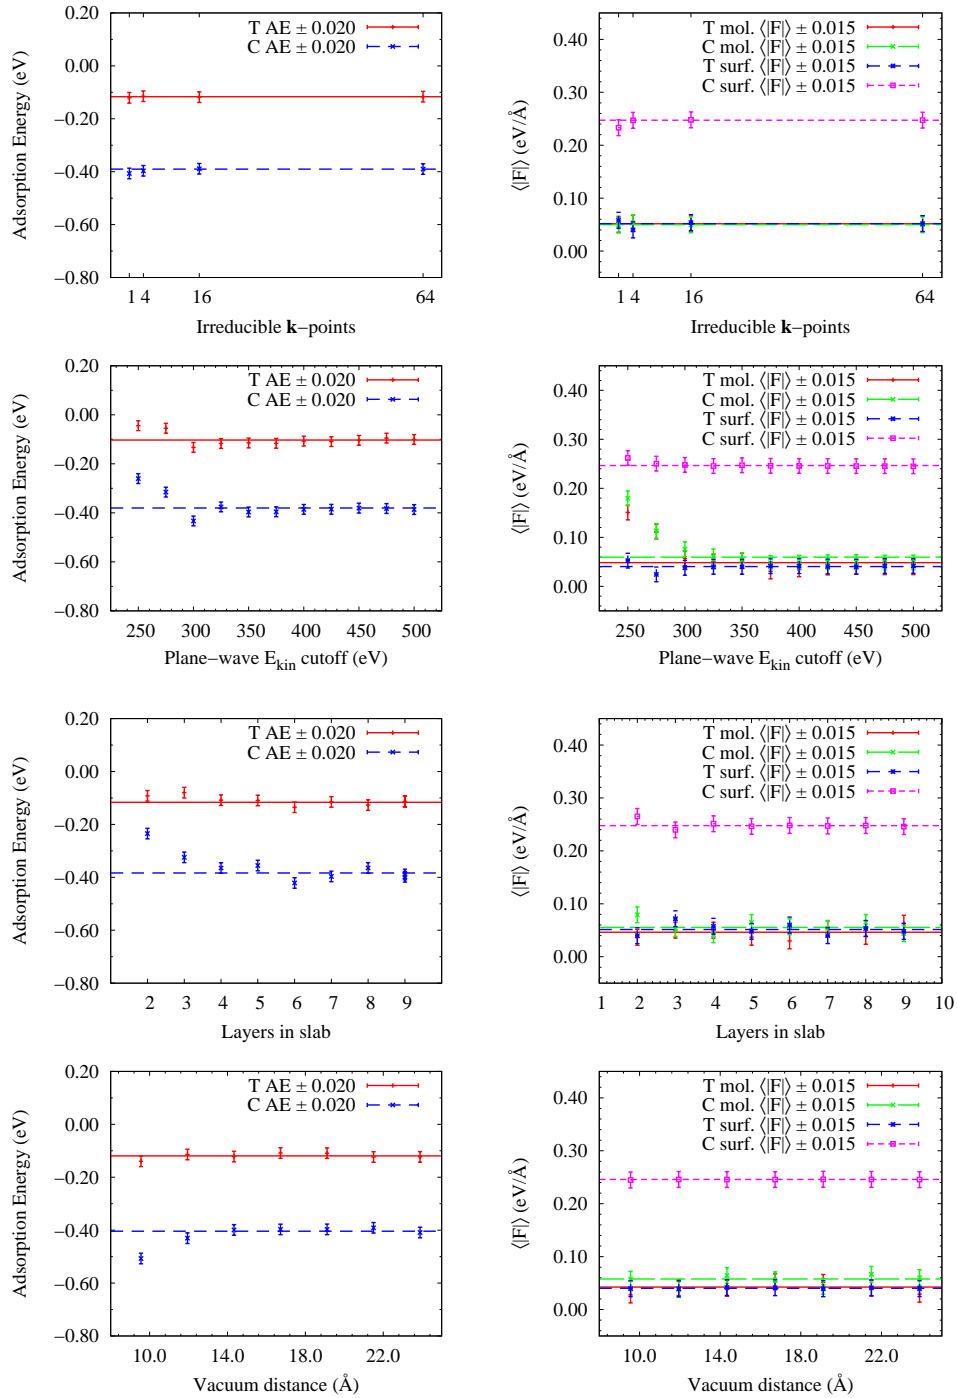 0.20
0.00
−0.20
−0.40
−0.60
−0.80
Adsorption Energy (eV)
T AE ± 0.020
C AE ± 0.020
1 4 16 64
Irreducible k−points
0.40
0.30
0.20
0.10
0.00
⟨|F|⟩ (eV/Å)
T mol. ⟨|F|⟩ ± 0.015
C mol. ⟨|F|⟩ ± 0.015
T surf. ⟨|F|⟩ ± 0.015
C surf. ⟨|F|⟩ ± 0.015
1 4 16 64
Irreducible k−points
0.20
0.00
−0.20
−0.40
−0.60
−0.80
Adsorption Energy (eV)
T AE ± 0.020
C AE ± 0.020
250 300 350 400 450 500
Plane−wave Ekin cutoff (eV)
0.40
0.30
0.20
0.10
0.00
⟨|F|⟩ (eV/Å)
T mol. ⟨|F|⟩ ± 0.015
C mol. ⟨|F|⟩ ± 0.015
T surf. ⟨|F|⟩ ± 0.015
C surf. ⟨|F|⟩ ± 0.015
250 300 350 400 450 500
Plane−wave Ekin cutoff (eV)
0.20
0.00
−0.20
−0.40
−0.60
−0.80
Adsorption Energy (eV)
T AE ± 0.020
C AE ± 0.020
2 3 4 5 6 7 8 9
Layers in slab
0.40
0.30
0.20
0.10
0.00
⟨|F|⟩ (eV/Å)
T mol. ⟨|F|⟩ ± 0.015
C mol. ⟨|F|⟩ ± 0.015
T surf. ⟨|F|⟩ ± 0.015
C surf. ⟨|F|⟩ ± 0.015
1 2 3 4 5 6 7 8 9 10
Layers in slab
0.20
0.00
−0.20
−0.40
−0.60
−0.80
Adsorption Energy (eV)
T AE ± 0.020
C AE ± 0.020
10.0 14.0 18.0 22.0
Vacuum distance (Å)
0.40
0.30
0.20
0.10
0.00
⟨|F|⟩ (eV/Å)
T mol. ⟨|F|⟩ ± 0.015
C mol. ⟨|F|⟩ ± 0.015
T surf. ⟨|F|⟩ ± 0.015
C surf. ⟨|F|⟩ ± 0.015
10.0 14.0 18.0 22.0
Vacuum distance (Å)